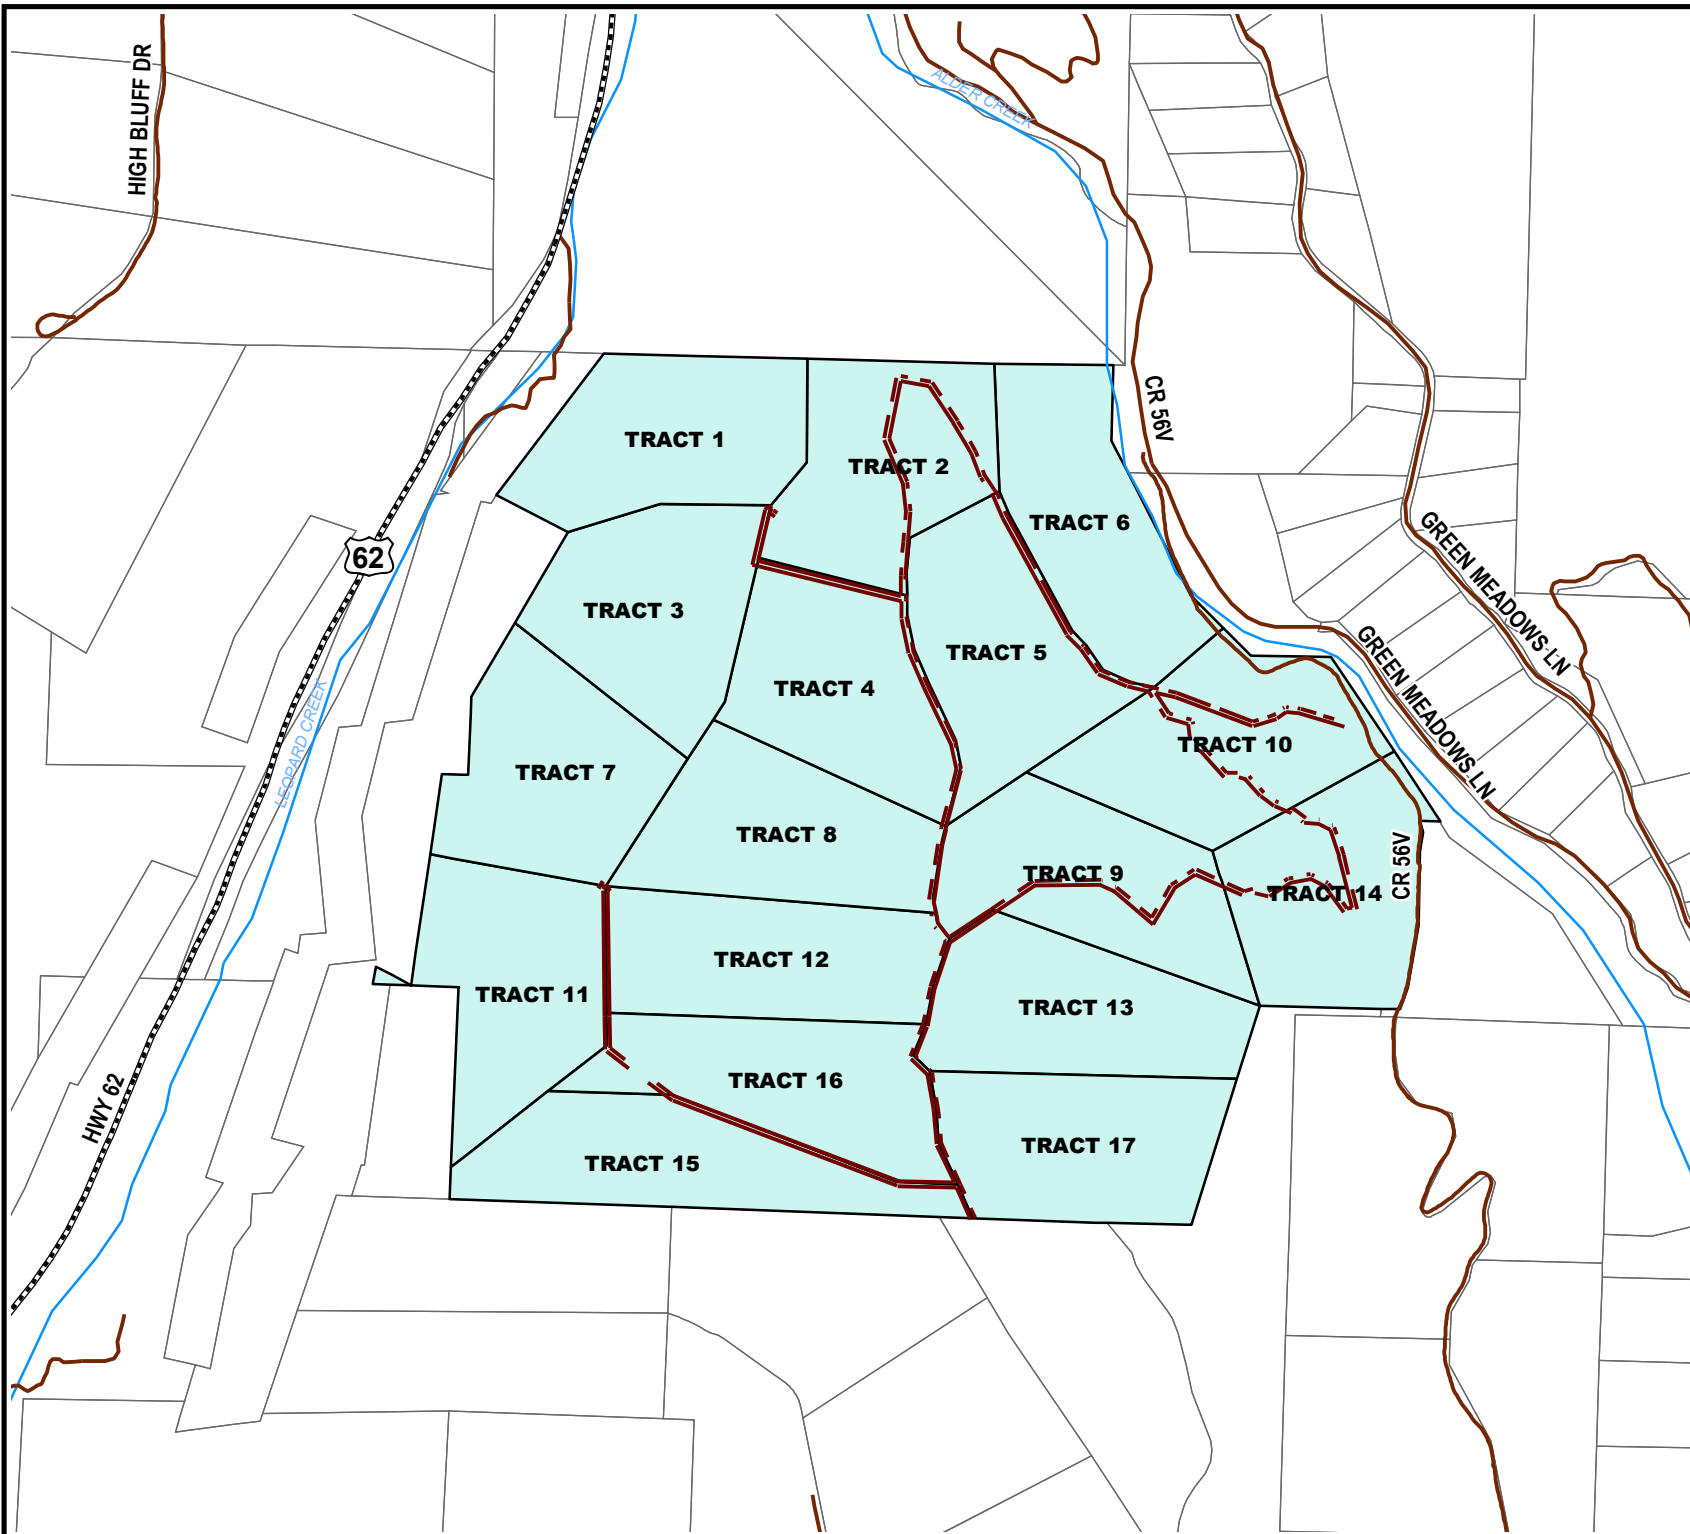 HIGH BLUFF DR
ALDER CREEK
CR 56V
TRACT 1
TRACT 2
TRACT 6
62
GREEN MEADOWS LN
TRACT 3
TRACT 5
GREEN MEADOWS LN
TRACT 4
LEOPARD CREEK
TRACT 10
TRACT 7
TRACT 8
TRACT 9
TRACT 14
CR 56V
TRACT 12
TRACT 11
TRACT 13
HWY 62
TRACT 16
TRACT 17
TRACT 15